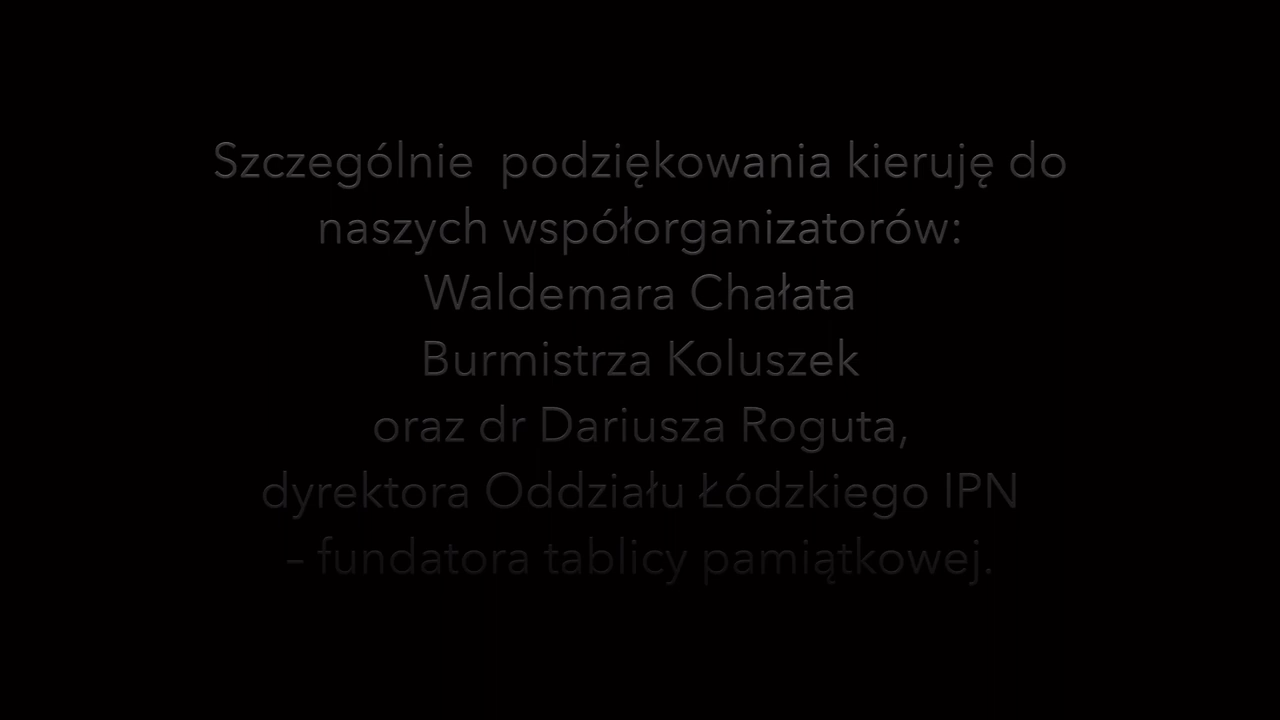 Szczególnie  podziękowania kieruję do
naszych współorganizatorów:
Waldemara Chałata
Burmistrza Koluszek
oraz dr Dariusza Roguta,
dyrektora Oddziału Łódzkiego IPN
– fundatora tablicy pamiątkowej.